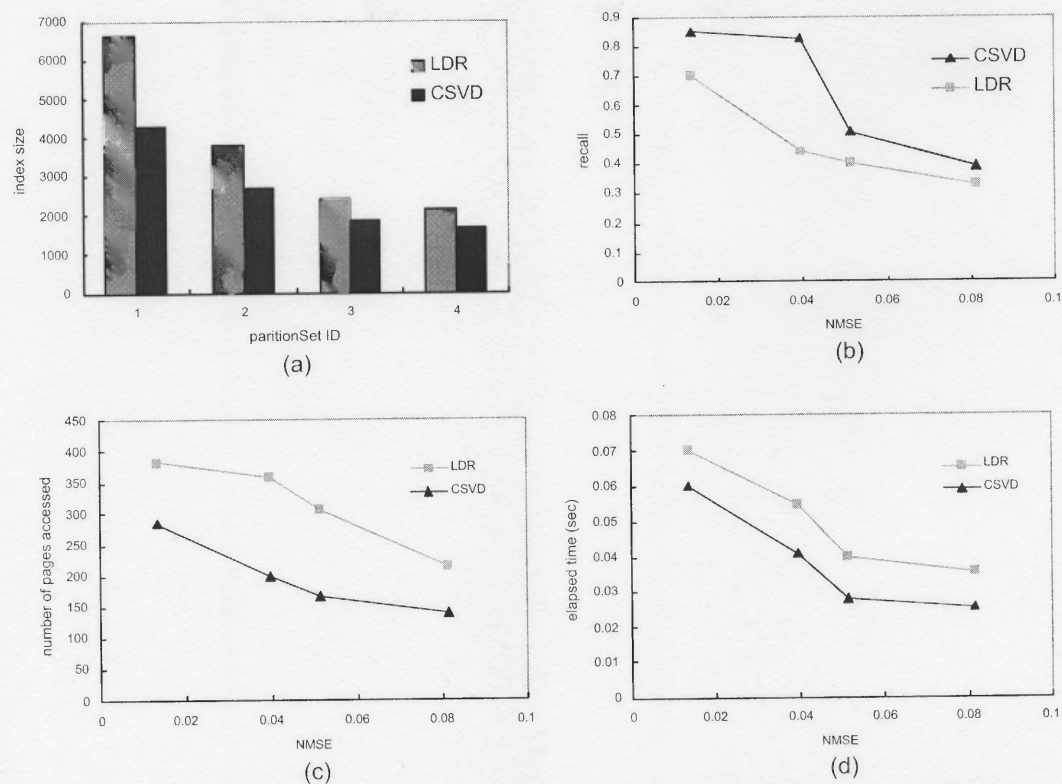 7000
6000
5000
4000
3000
2000
1000
0
index size
LDR
CSVD
1 2 3 4
paritionSet ID
(a)
0.9
0.8
0.7
0.6
0.5
0.4
0.3
0.2
0.1
0
recall
CSVD
LDR
0 0.02 0.04 0.06 0.08 0.1
NMSE
(b)
450
400
350
300
250
200
150
100
50
0
number of pages accessed
LDR
CSVD
0 0.02 0.04 0.06 0.08 0.1
NMSE
(c)
0.08
0.07
0.06
0.05
0.04
0.03
0.02
0.01
0
elapsed time (sec)
LDR
CSVD
0 0.02 0.04 0.06 0.08 0.1
NMSE
(d)